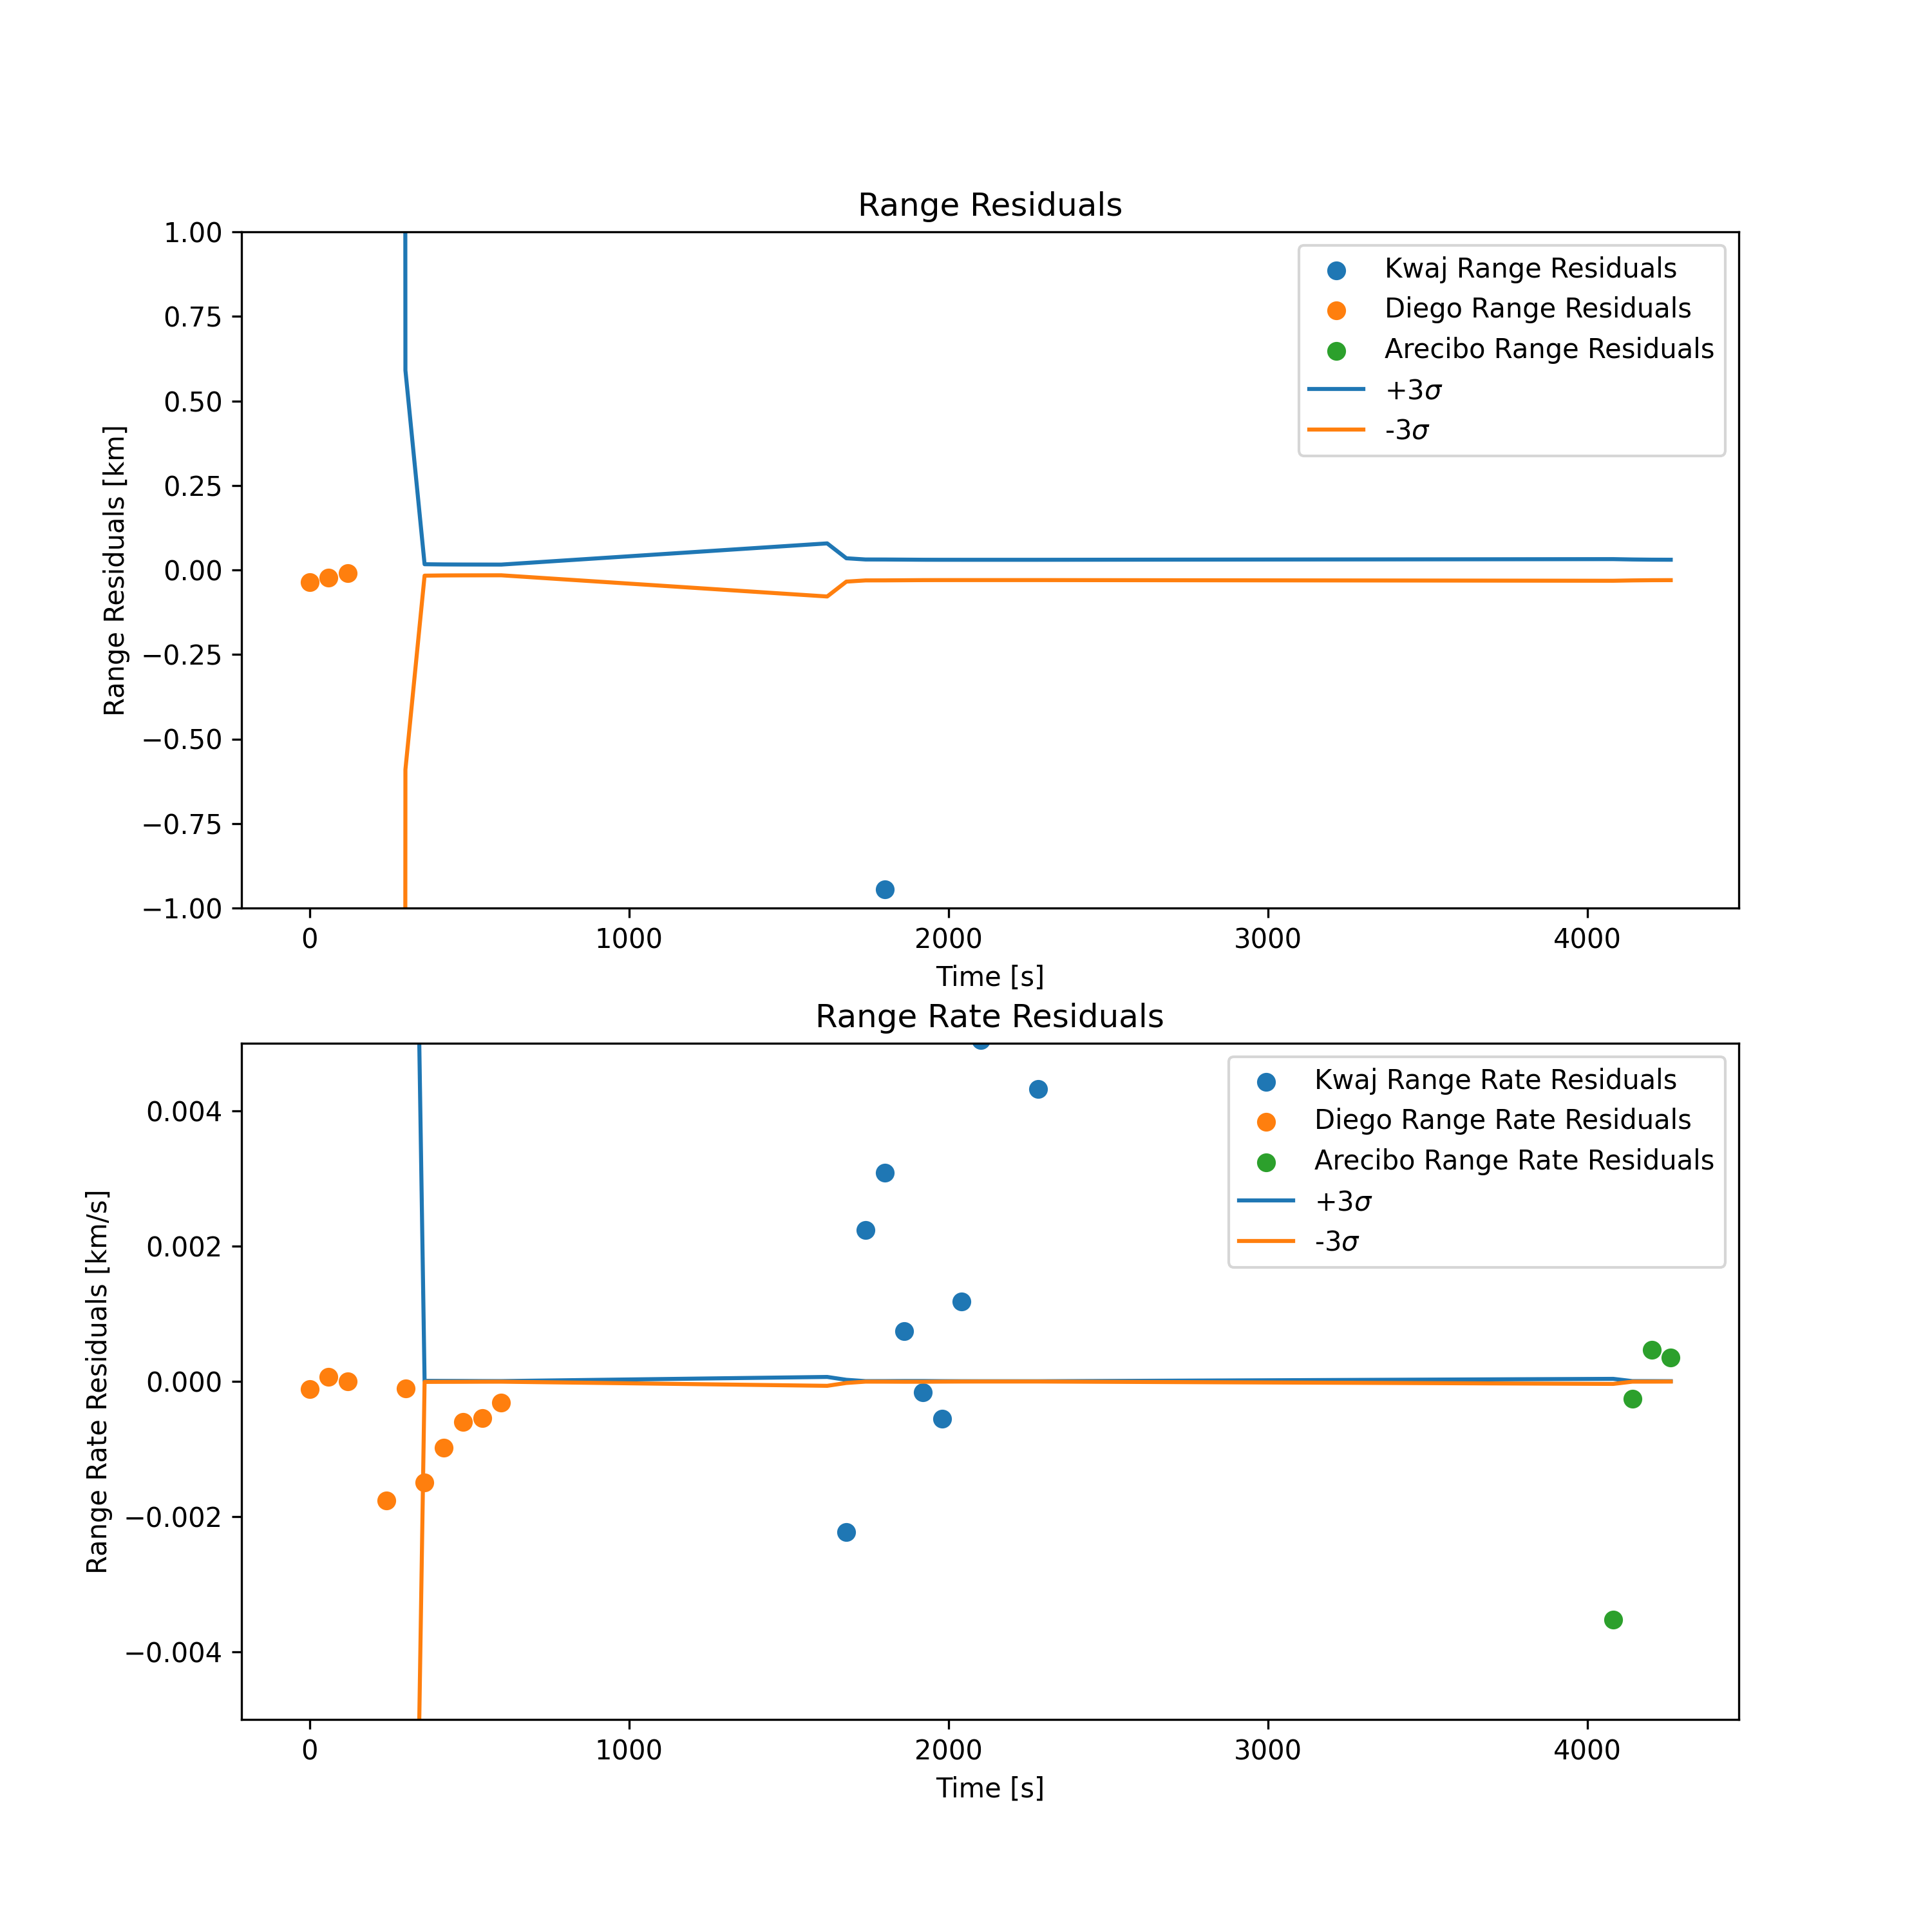 Range Residuals
1.00
0.75
0.50
0.25
0.00
−0.25
−0.50
−0.75
−1.00
Range Residuals [km]
Kwaj Range Residuals
Diego Range Residuals
Arecibo Range Residuals
+3σ
-3σ
0 1000 2000 3000 4000
Time [s]
Range Rate Residuals
0.004
0.002
0.000
−0.002
−0.004
Range Rate Residuals [km/s]
Kwaj Range Rate Residuals
Diego Range Rate Residuals
Arecibo Range Rate Residuals
+3σ
-3σ
0 1000 2000 3000 4000
Time [s]